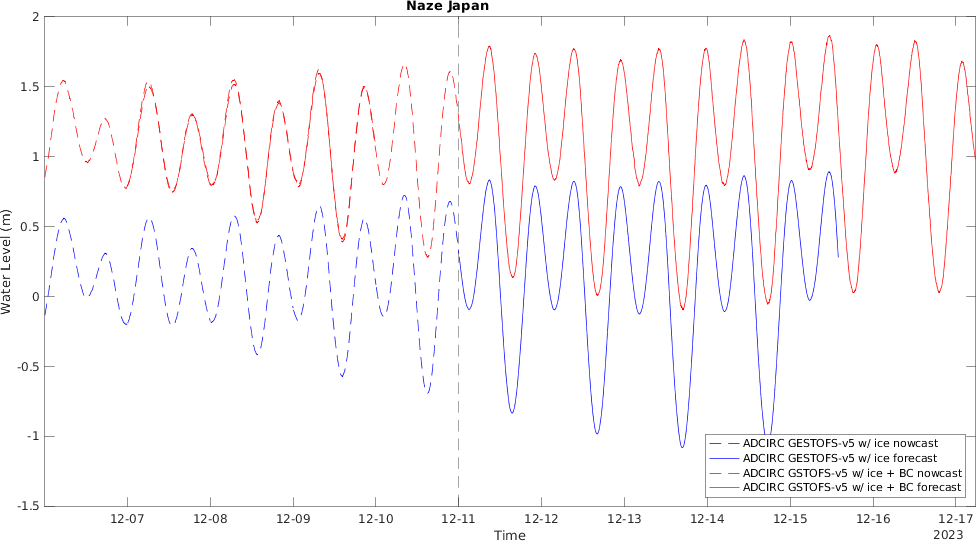 Naze Japan
2
1.5
1
0.5
0
-0.5
-1
-1.5
Water Level (m)
ADCIRC GESTOFS-v5 w/ ice nowcast
ADCIRC GESTOFS-v5 w/ ice forecast
ADCIRC GSTOFS-v5 w/ ice + BC nowcast
ADCIRC GSTOFS-v5 w/ ice + BC forecast
12-07 12-08 12-09 12-10 12-11 12-12 12-13 12-14 12-15 12-16 12-17
Time
2023